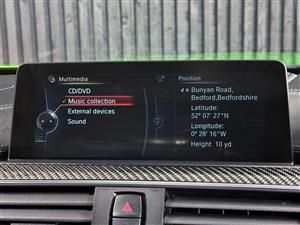 Multimedia
CD/DVD
✓ Music collection
External devices
Sound
Position
N Bunyan Road,
Bedford,Bedfordshire
Latitude:
52° 07' 27"N
Longitude:
0° 28' 16"W
Height 10 yd